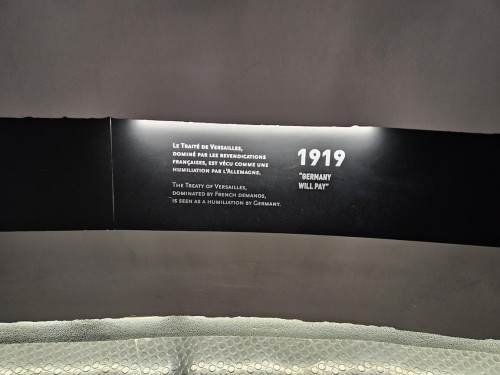 Le Traité de Versailles,
dominé par les revendications
françaises, est vécu comme une
humiliation par l'Allemagne.
The Treaty of Versailles,
dominated by French demands,
is seen as a humiliation by Germany.
1919
"GERMANY
WILL PAY"